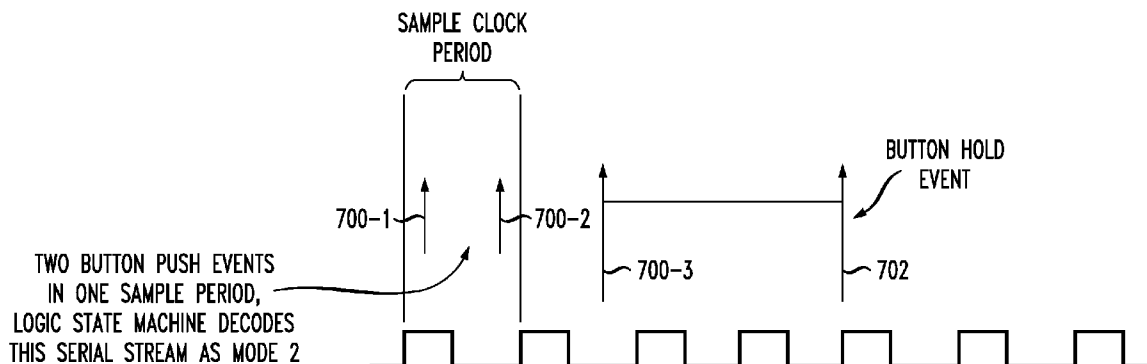 SAMPLE CLOCK
PERIOD
BUTTON HOLD
EVENT
700-1
700-2
700-3
702
TWO BUTTON PUSH EVENTS
IN ONE SAMPLE PERIOD,
LOGIC STATE MACHINE DECODES
THIS SERIAL STREAM AS MODE 2